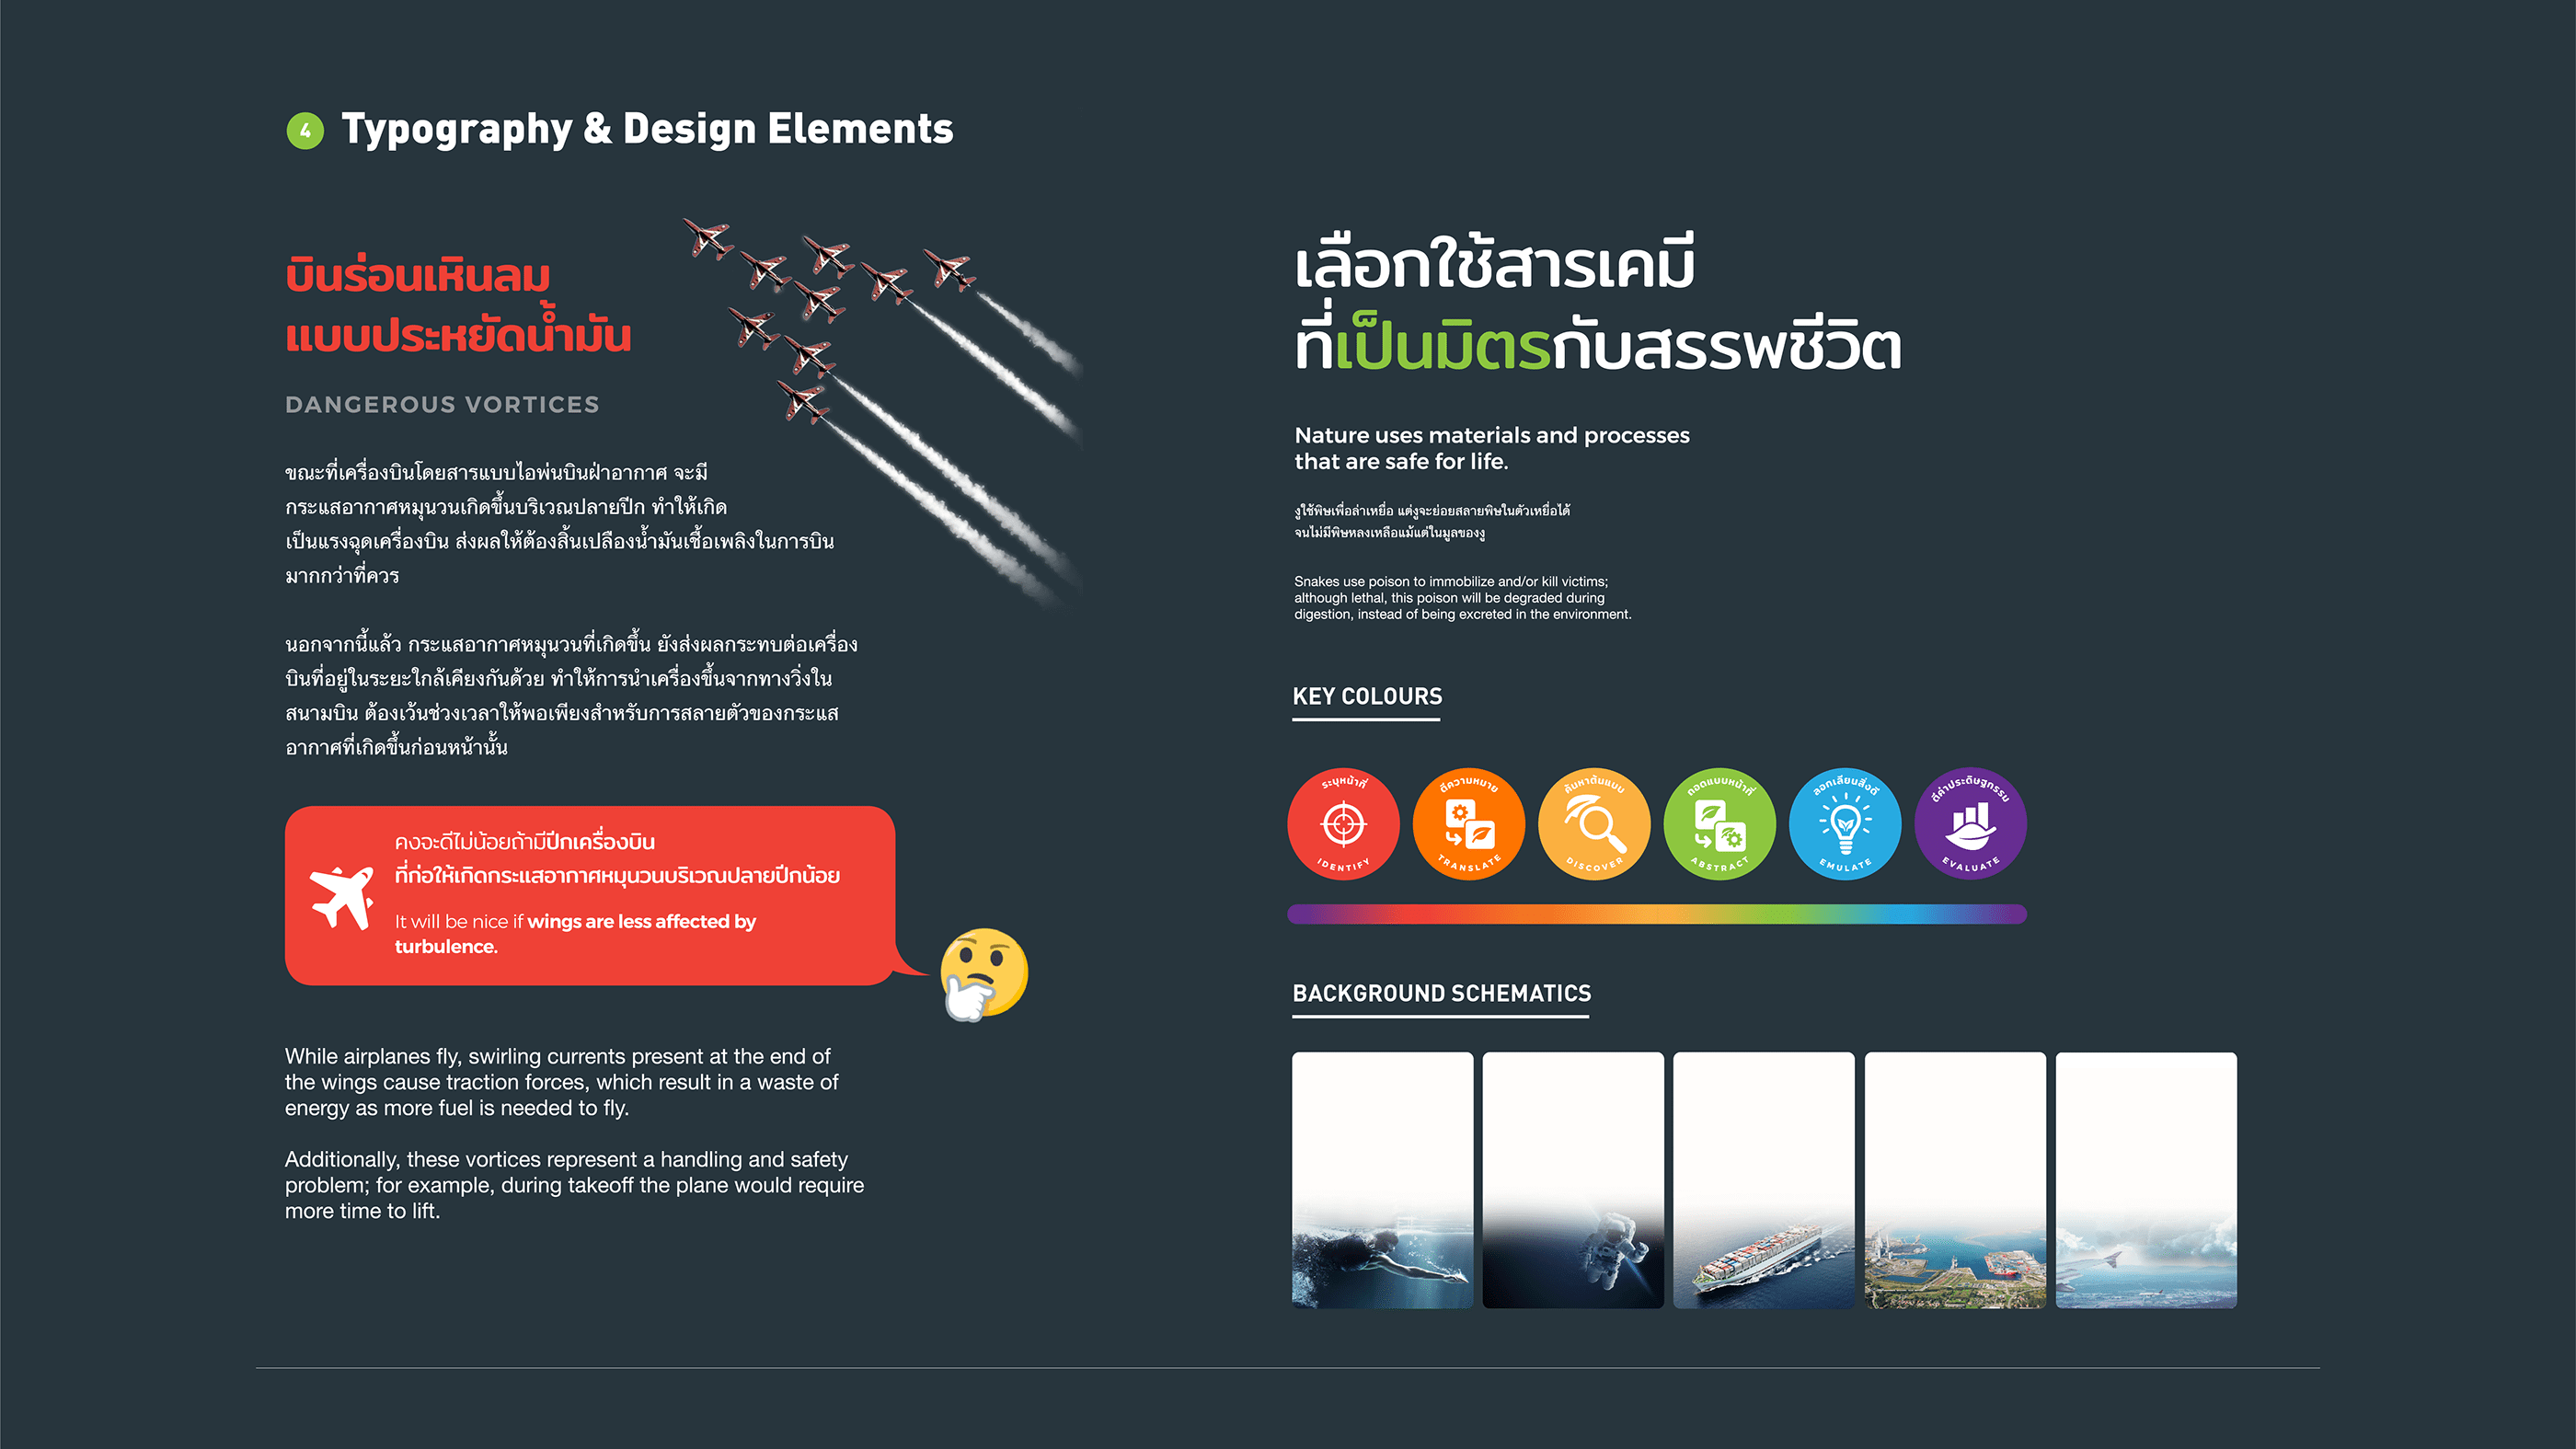 4 Typography & Design Elements
บินร่อนเหินลม
แบบประหยัดน้ำมัน
DANGEROUS VORTICES
ขณะที่เครื่องบินโดยสารแบบไอพ่นบินฝ่าอากาศ จะมี
กระแสอากาศหมุนวนเกิดขึ้นบริเวณปลายปีก ทำให้เกิด
เป็นแรงฉุดเครื่องบิน ส่งผลให้ต้องสิ้นเปลืองน้ำมันเชื้อเพลิงในการบิน
มากกว่าที่ควร
นอกจากนี้แล้ว กระแสอากาศหมุนวนที่เกิดขึ้น ยังส่งผลกระทบต่อเครื่อง
บินที่อยู่ในระยะใกล้เคียงกันด้วย ทำให้การนำเครื่องขึ้นจากทางวิ่งใน
สนามบิน ต้องเว้นช่วงเวลาให้พอเพียงสำหรับการสลายตัวของกระแส
อากาศที่เกิดขึ้นก่อนหน้านั้น
คงจะดีไม่น้อยถ้ามีปีกเครื่องบิน
ที่ก่อให้เกิดกระแสอากาศหมุนวนบริเวณปลายปีกน้อย
It will be nice if wings are less affected by
turbulence.
While airplanes fly, swirling currents present at the end of
the wings cause traction forces, which result in a waste of
energy as more fuel is needed to fly.
Additionally, these vortices represent a handling and safety
problem; for example, during takeoff the plane would require
more time to lift.
เลือกใช้สารเคมี
ที่เป็นมิตรกับสรรพชีวิต
Nature uses materials and processes
that are safe for life.
งูใช้พิษเพื่อล่าเหยื่อ แต่งูจะย่อยสลายพิษในตัวเหยื่อได้
จนไม่มีพิษหลงเหลือแม้แต่ในมูลของงู
Snakes use poison to immobilize and/or kill victims;
although lethal, this poison will be degraded during
digestion, instead of being excreted in the environment.
KEY COLOURS
ระบุหน้าที่
IDENTIFY
ตีความหมาย
TRANSLATE
ค้นหาต้นแบบ
DISCOVER
ถอดแบบหน้าที่
ABSTRACT
ลอกเลียนสิ่งดี
EMULATE
ตีค่าประดิษฐกรรม
EVALUATE
BACKGROUND SCHEMATICS